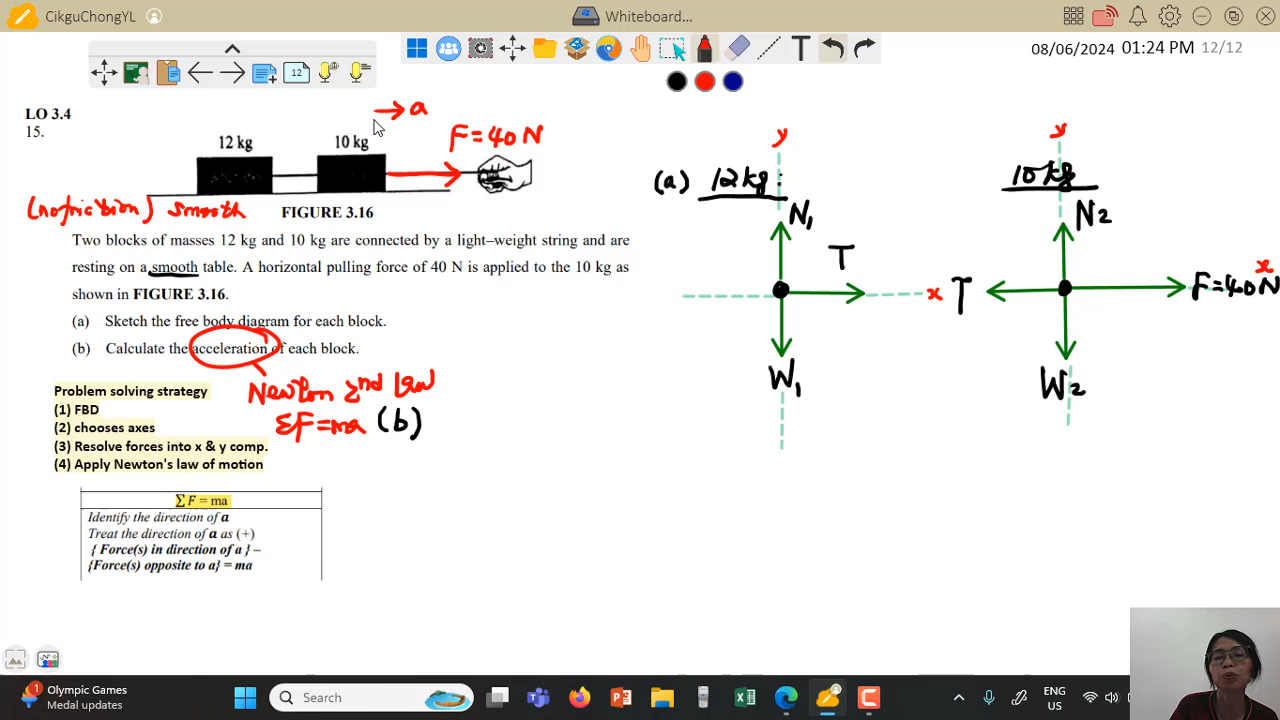 CikguChongYL
Whiteboard...
08/06/2024 01:24 PM 12/12
12
T
LO 3.4
15.
→ a
12 kg
10 kg
F = 40 N
(no friction) smooth
FIGURE 3.16
Two blocks of masses 12 kg and 10 kg are connected by a light–weight string and are
resting on a smooth table. A horizontal pulling force of 40 N is applied to the 10 kg as
shown in FIGURE 3.16.
(a) Sketch the free body diagram for each block.
(b) Calculate the acceleration of each block.
Newton 2nd law
ΣF = ma (b)
Problem solving strategy
(1) FBD
(2) chooses axes
(3) Resolve forces into x & y comp.
(4) Apply Newton's law of motion
∑ F = ma
Identify the direction of a
Treat the direction of a as (+)
{ Force(s) in direction of a } –
{Force(s) opposite to a} = ma
(a) 12 kg :
y
N₁
T
x
W₁
10 kg
y
N₂
T
F = 40 N
x
W₂
1
Olympic Games
Medal updates
Search
ENG
US